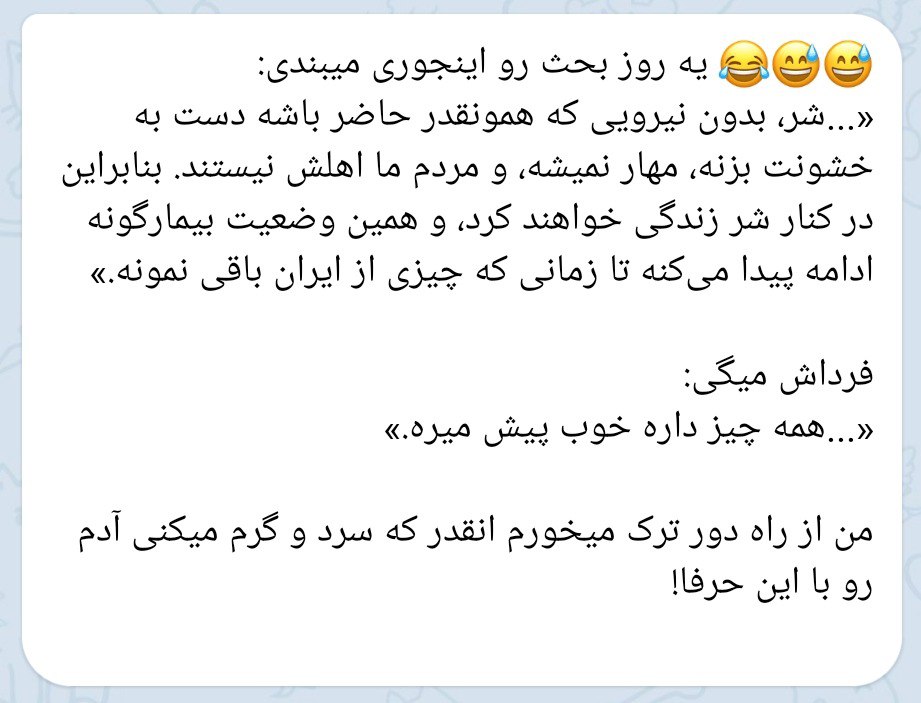 😅😅😂 یه روز بحث رو اینجوری میبندی:
«...شر، بدون نیرویی که همونقدر حاضر باشه دست به
خشونت بزنه، مهار نمیشه، و مردم ما اهلش نیستند. بنابراین
در کنار شر زندگی خواهند کرد، و همین وضعیت بیمارگونه
ادامه پیدا می‌کنه تا زمانی که چیزی از ایران باقی نمونه.»
فرداش میگی:
«...همه چیز داره خوب پیش میره.»
من از راه دور ترک میخورم انقدر که سرد و گرم میکنی آدم
رو با این حرفا!